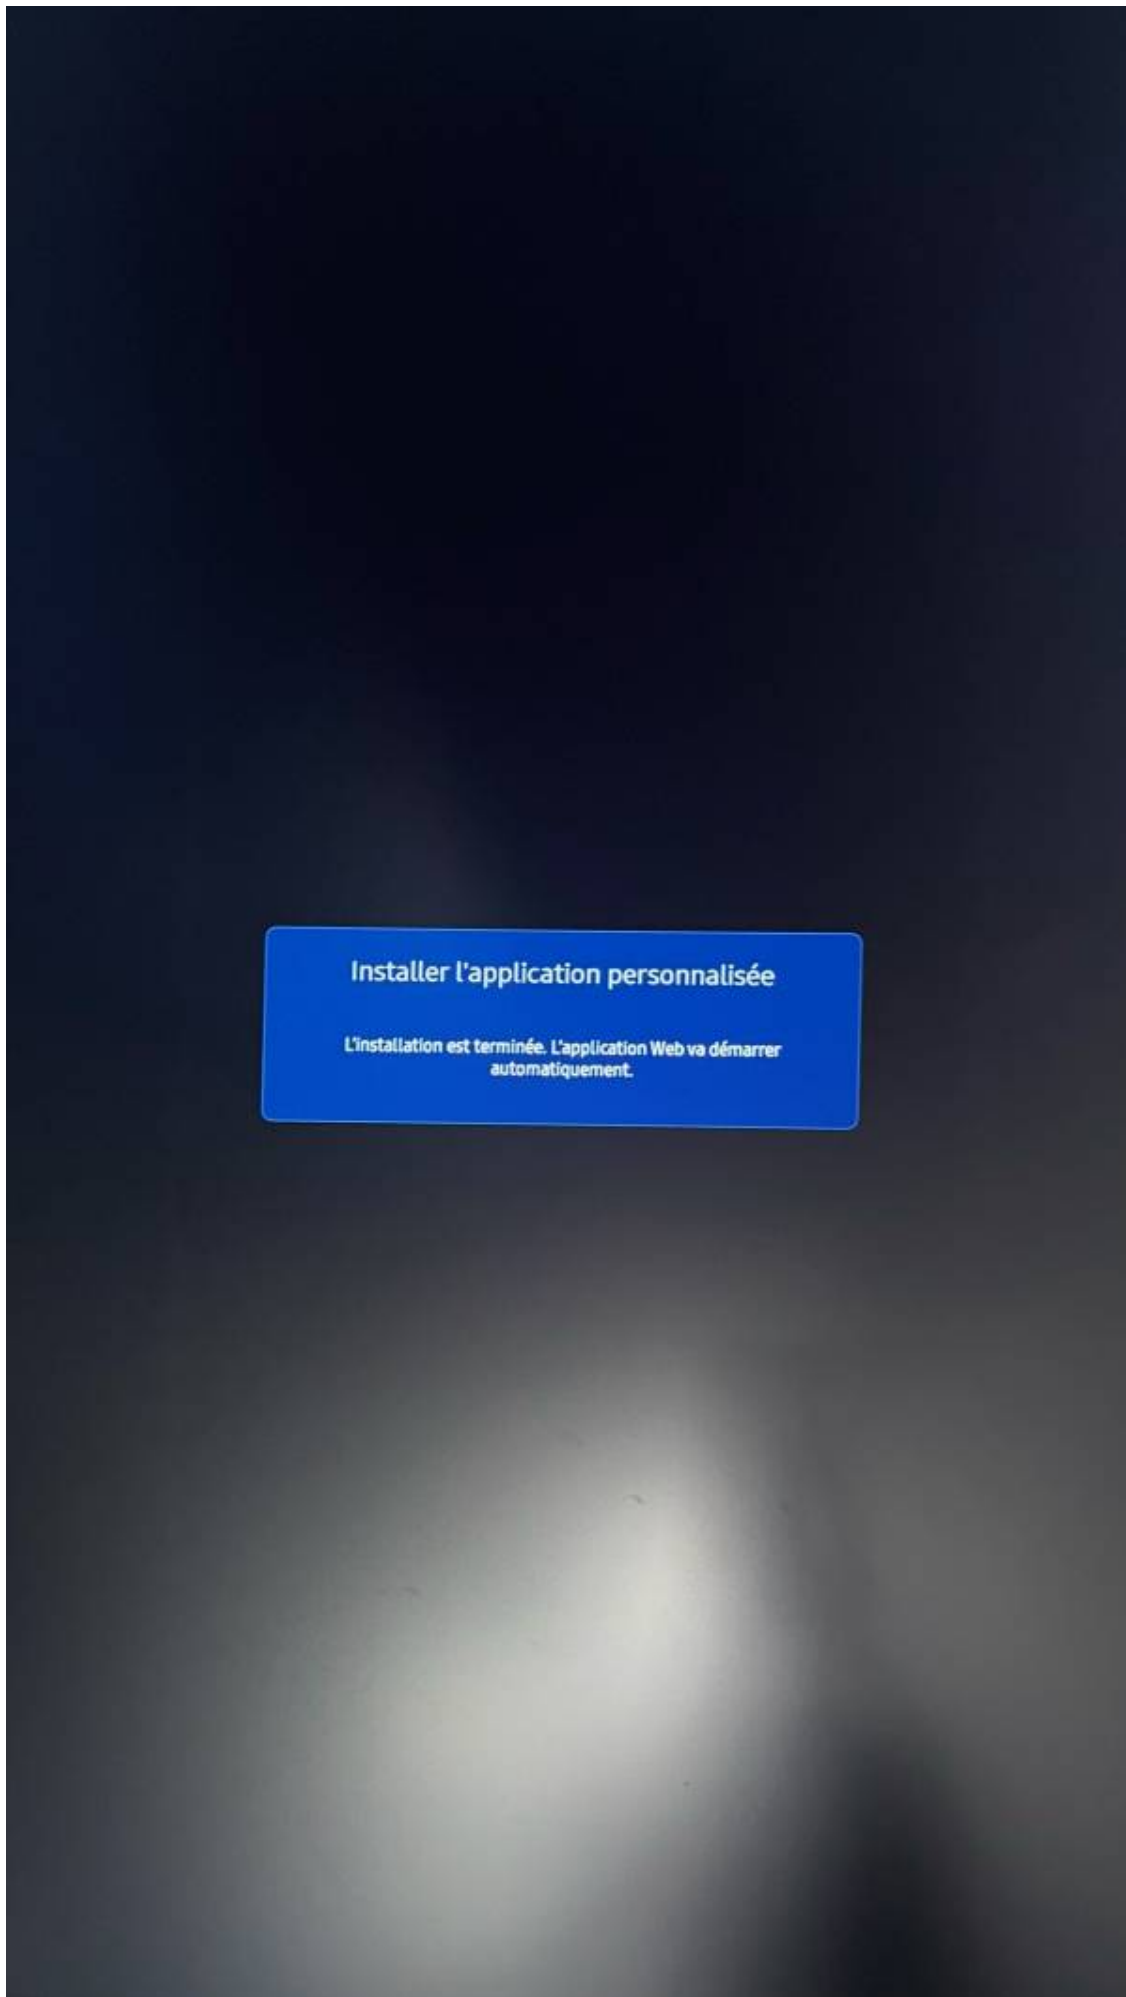 Installer l'application personnalisée
L'installation est terminée. L'application Web va démarrer
automatiquement.